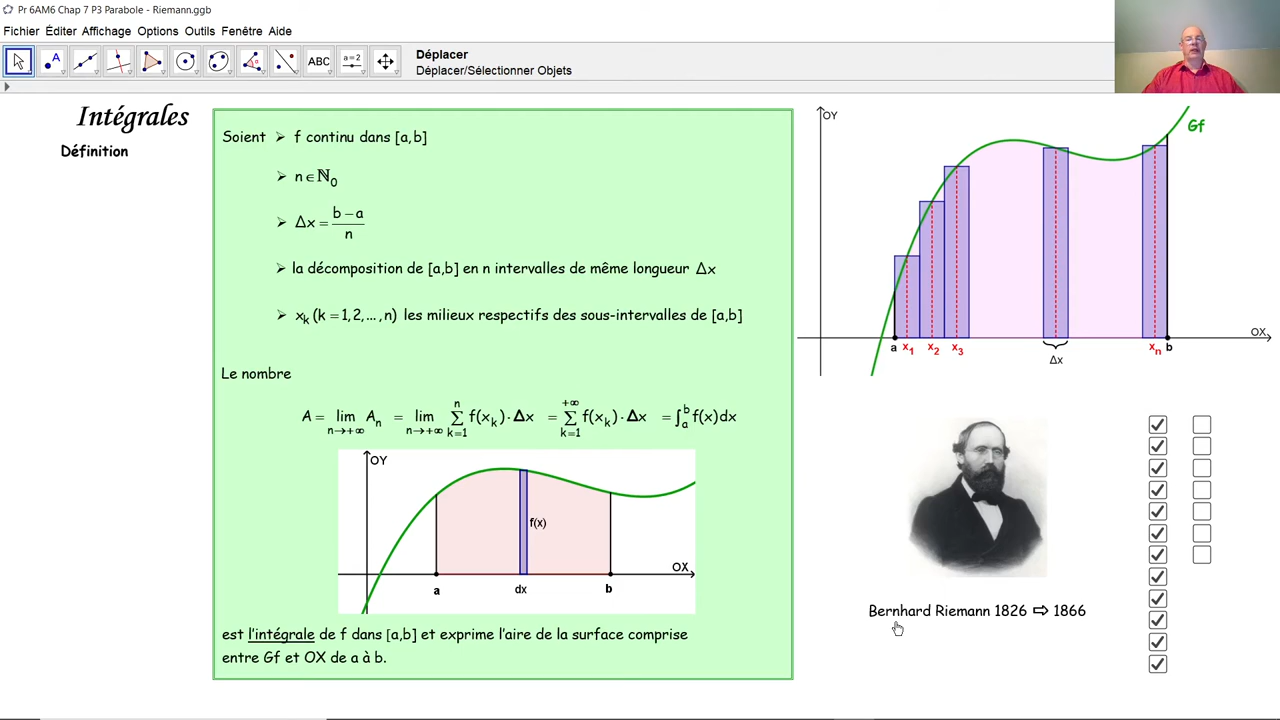 Pr 6AM6 Chap 7 P3 Parabole - Riemann.ggb
Fichier Éditer Affichage Options Outils Fenêtre Aide
A
α
ABC
a=2
Déplacer
Déplacer/Sélectionner Objets
Intégrales
Définition
Soient ➢ f continu dans [a,b]
➢ n∈ℕ₀
➢ Δx = (b−a)/n
➢ la décomposition de [a,b] en n intervalles de même longueur Δx
➢ xₖ (k = 1,2,...,n) les milieux respectifs des sous-intervalles de [a,b]
Le nombre
A = lim n→+∞ Aₙ = lim n→+∞ ∑ k=1 n f(xₖ)·Δx = ∑ k=1 +∞ f(xₖ)·Δx = ∫ a b f(x)dx
OY
f(x)
OX
a dx b
est l'intégrale de f dans [a,b] et exprime l'aire de la surface comprise
entre Gf et OX de a à b.
OY
Gf
OX
a x₁ x₂ x₃ xₙ b
Δx
Bernhard Riemann 1826 ⇨ 1866